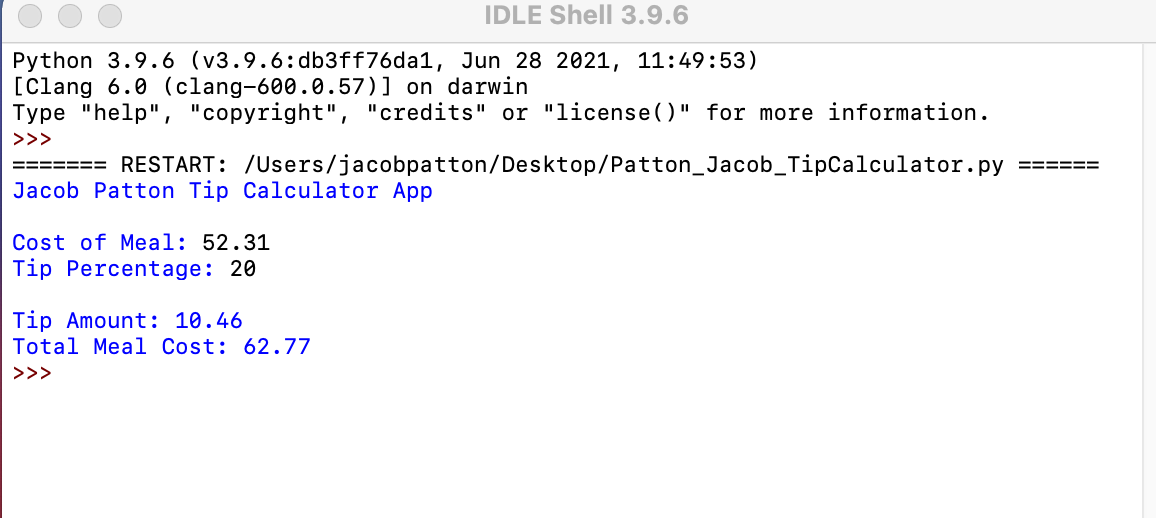 IDLE Shell 3.9.6
Python 3.9.6 (v3.9.6:db3ff76da1, Jun 28 2021, 11:49:53)
[Clang 6.0 (clang-600.0.57)] on darwin
Type "help", "copyright", "credits" or "license()" for more information.
>>>
======= RESTART: /Users/jacobpatton/Desktop/Patton_Jacob_TipCalculator.py ======
Jacob Patton Tip Calculator App
Cost of Meal: 52.31
Tip Percentage: 20
Tip Amount: 10.46
Total Meal Cost: 62.77
>>>